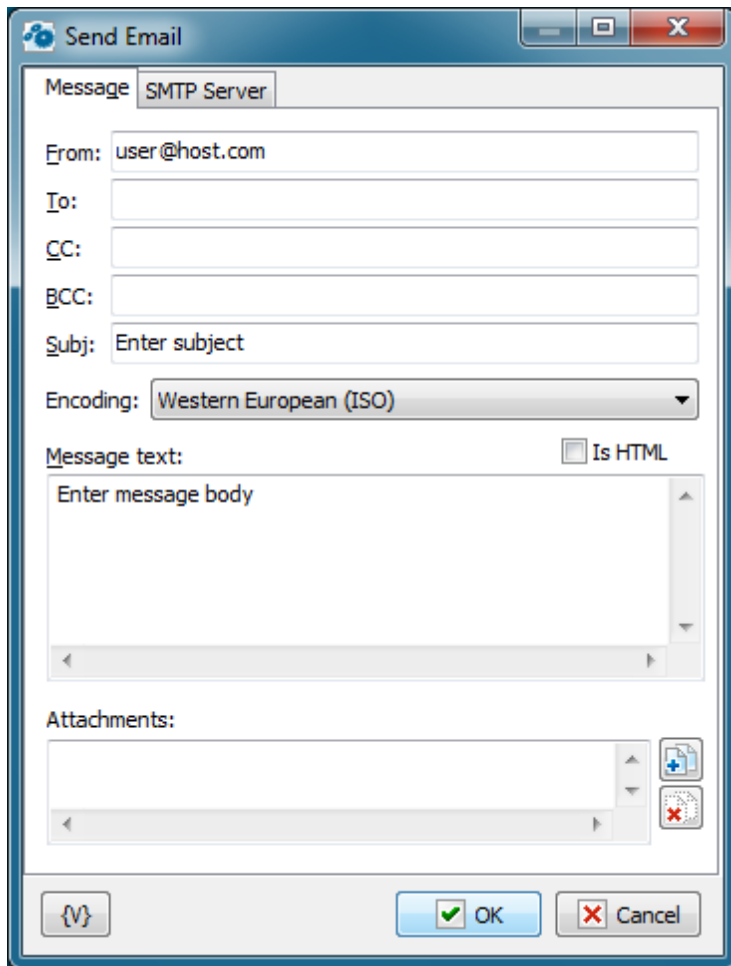 Send Email
Message SMTP Server
From: user@host.com
To:
CC:
BCC:
Subj: Enter subject
Encoding: Western European (ISO)
Message text: Is HTML
Enter message body
Attachments:
{V} OK Cancel